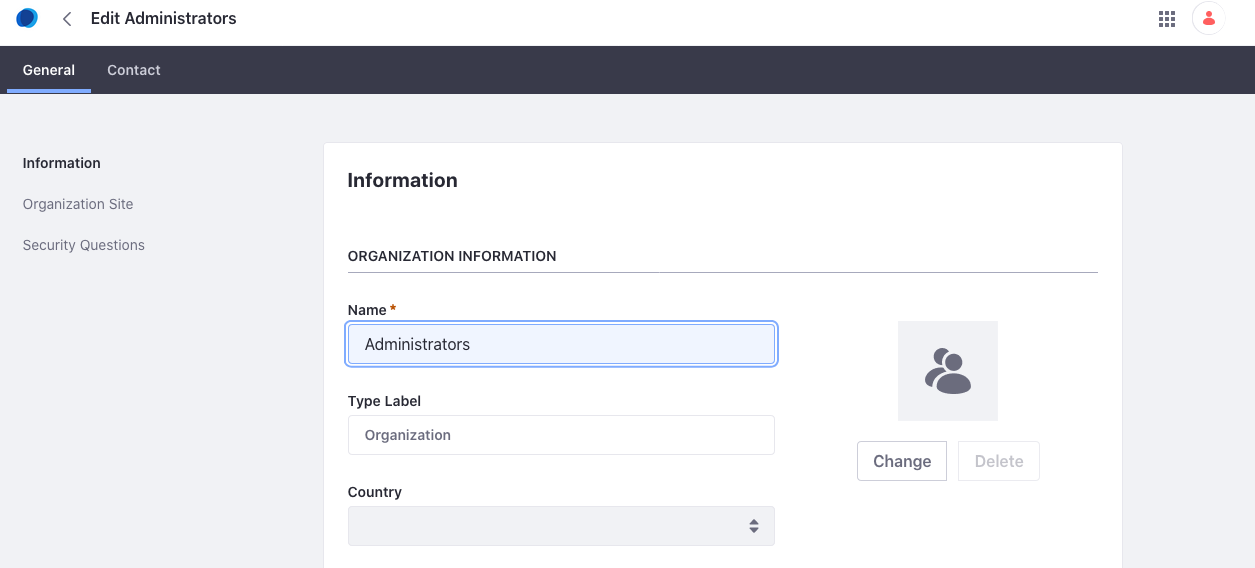 Edit Administrators
General Contact
Information
Organization Site
Security Questions
Information
ORGANIZATION INFORMATION
Name *
Administrators
Type Label
Organization
Country
Change Delete